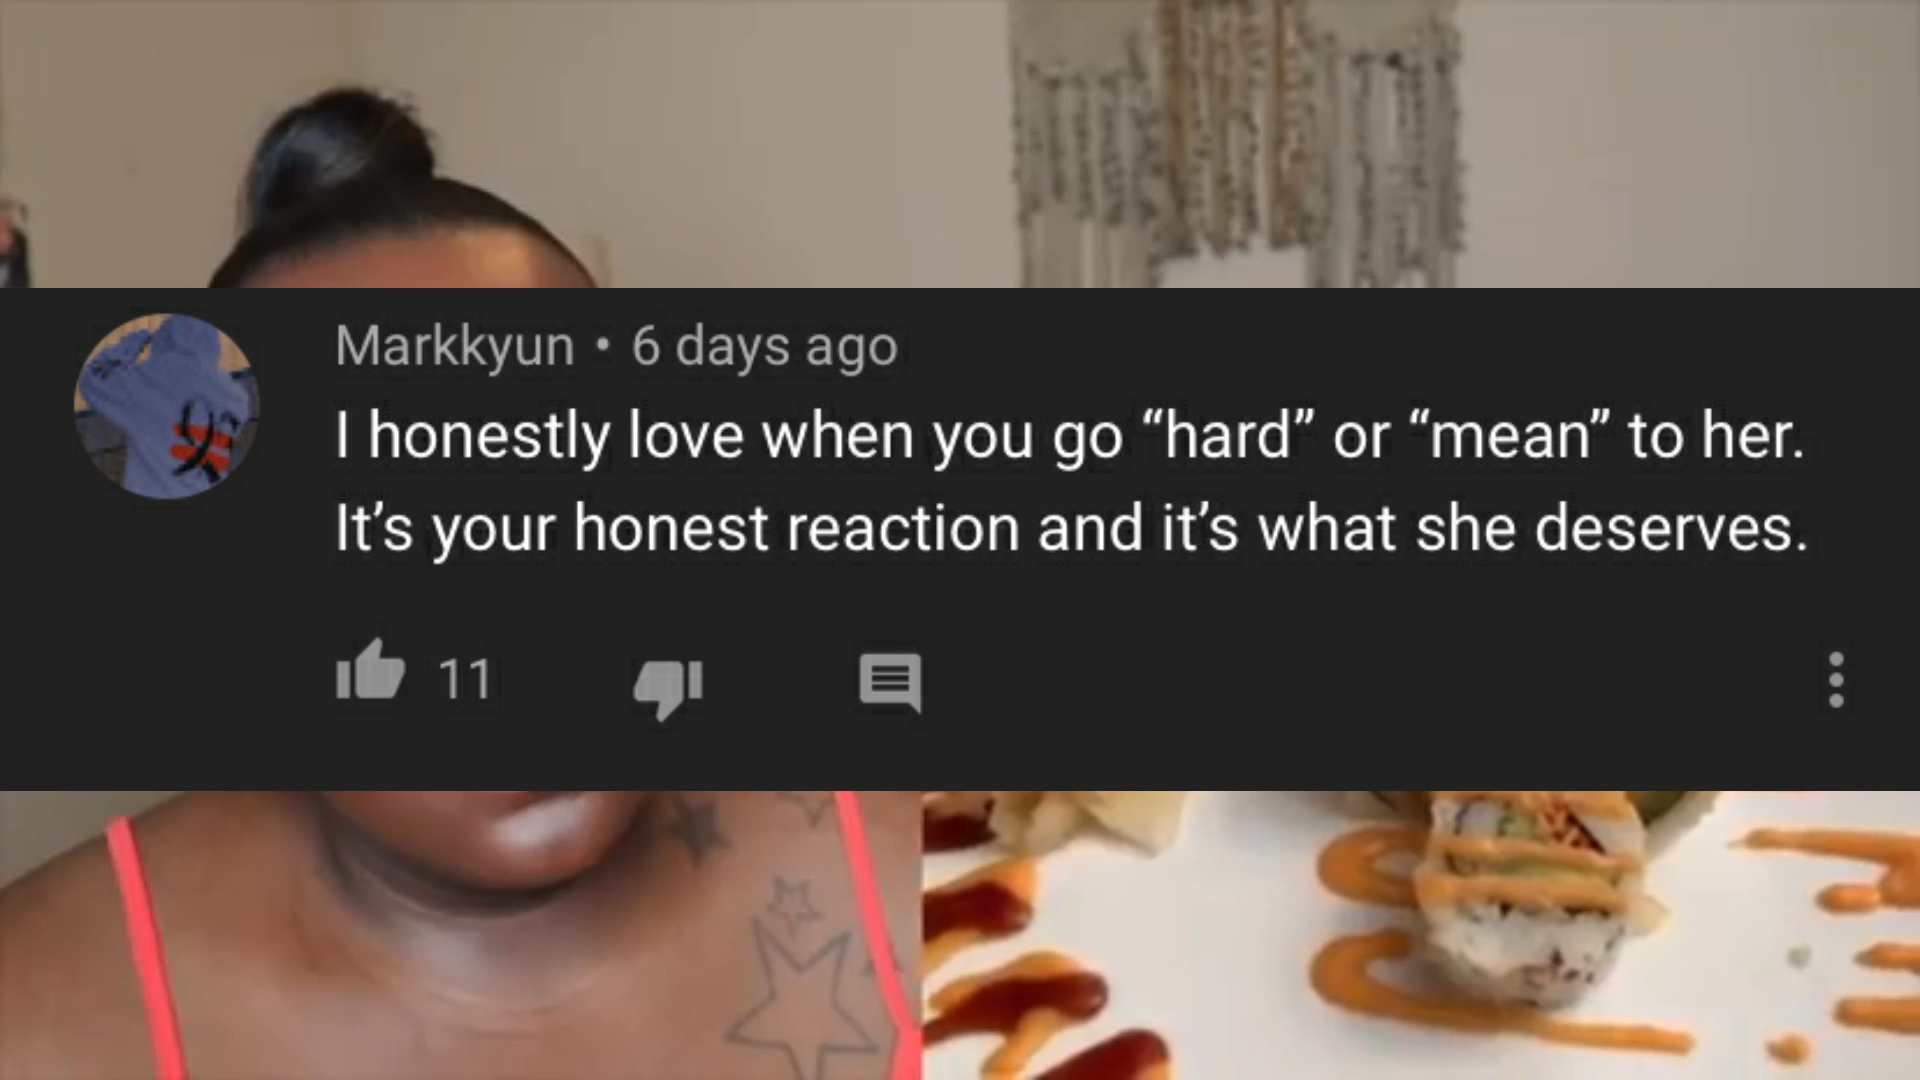 Markkyun • 6 days ago
I honestly love when you go “hard” or “mean” to her.
It’s your honest reaction and it’s what she deserves.
11